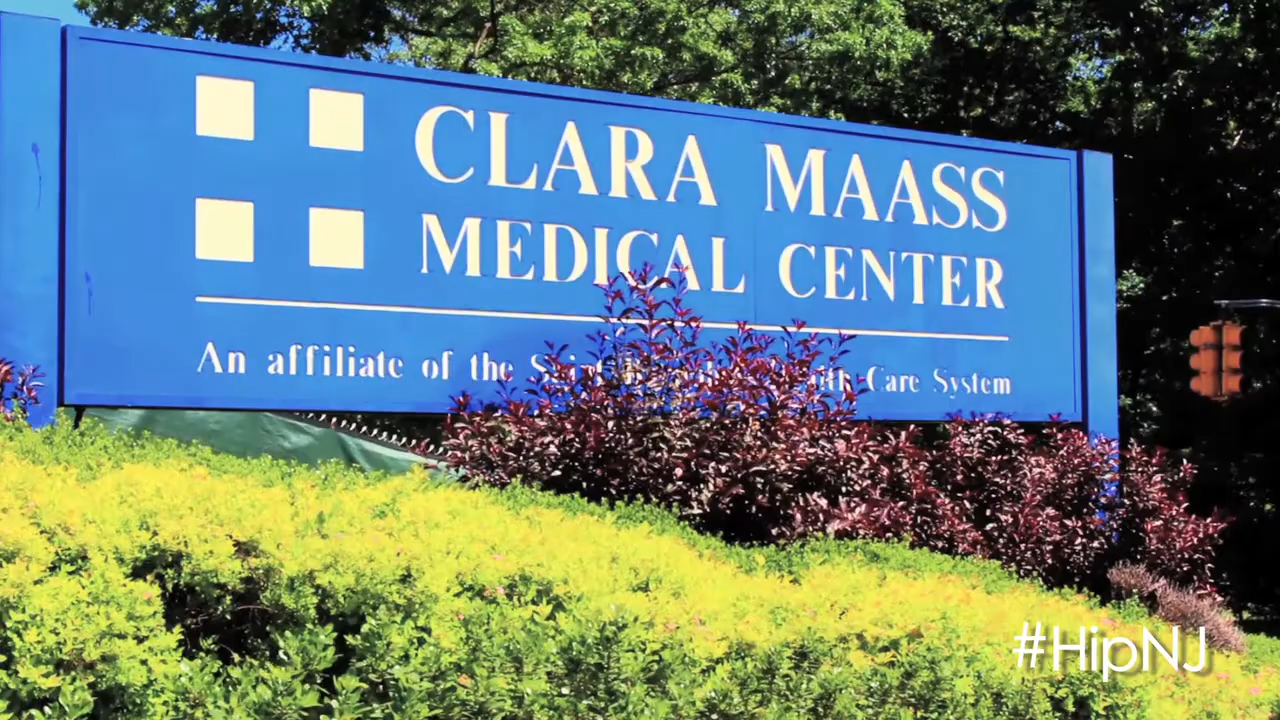 CLARA MAASS
MEDICAL CENTER
An affiliate of the Care System
#HipNJ